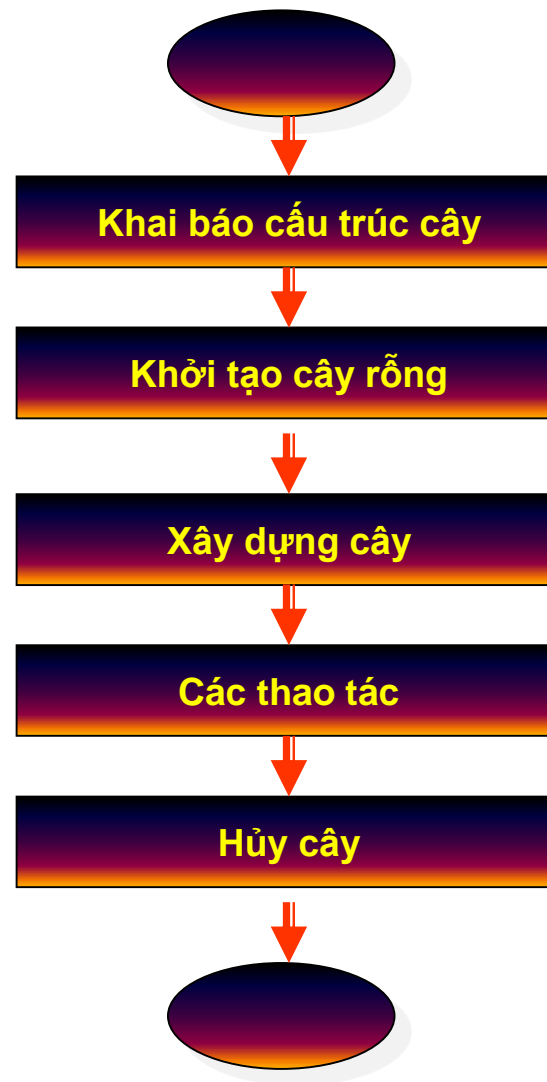 Khai báo cấu trúc cây
Khởi tạo cây rỗng
Xây dựng cây
Các thao tác
Hủy cây